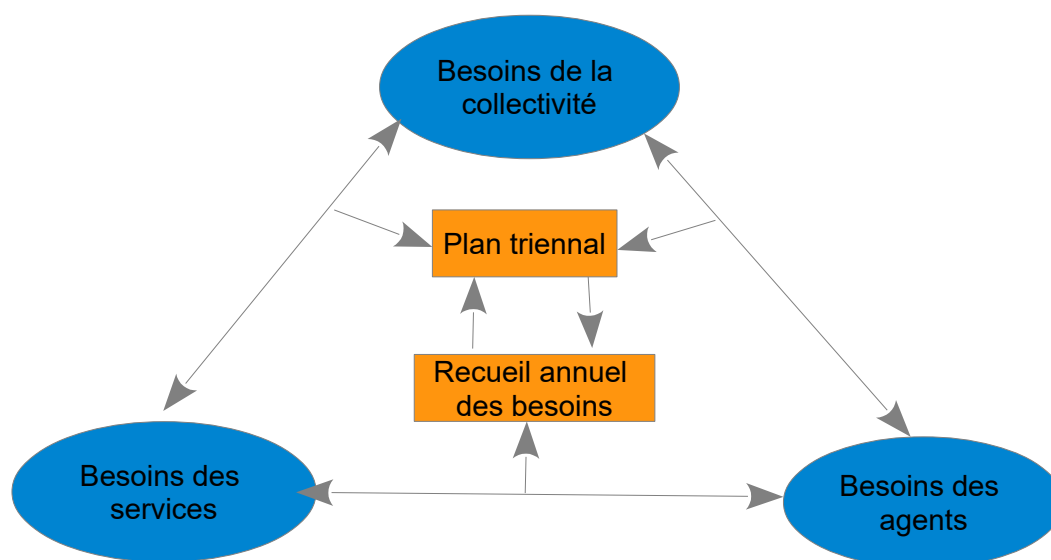 Besoins de la
collectivité
Plan triennal
Recueil annuel
des besoins
Besoins des
services
Besoins des
agents